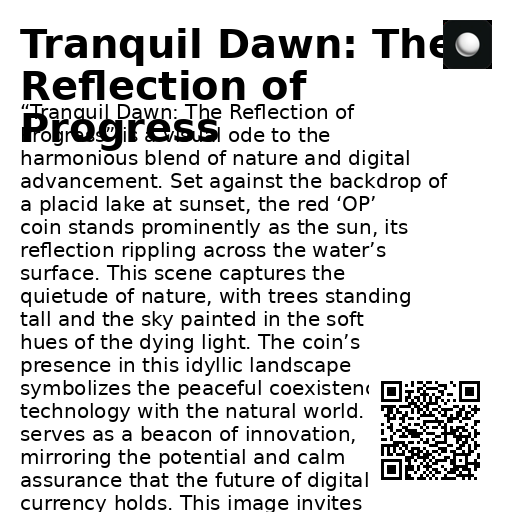 Tranquil Dawn: The
Reflection of
Progress
“Tranquil Dawn: The Reflection of
Progress” is a visual ode to the
harmonious blend of nature and digital
advancement. Set against the backdrop of
a placid lake at sunset, the red ‘OP’
coin stands prominently as the sun, its
reflection rippling across the water’s
surface. This scene captures the
quietude of nature, with trees standing
tall and the sky painted in the soft
hues of the dying light. The coin’s
presence in this idyllic landscape
symbolizes the peaceful
technology with the natural world.
serves as a beacon of innovation,
mirroring the potential and calm
assurance that the future of digital
currency holds. This image invites